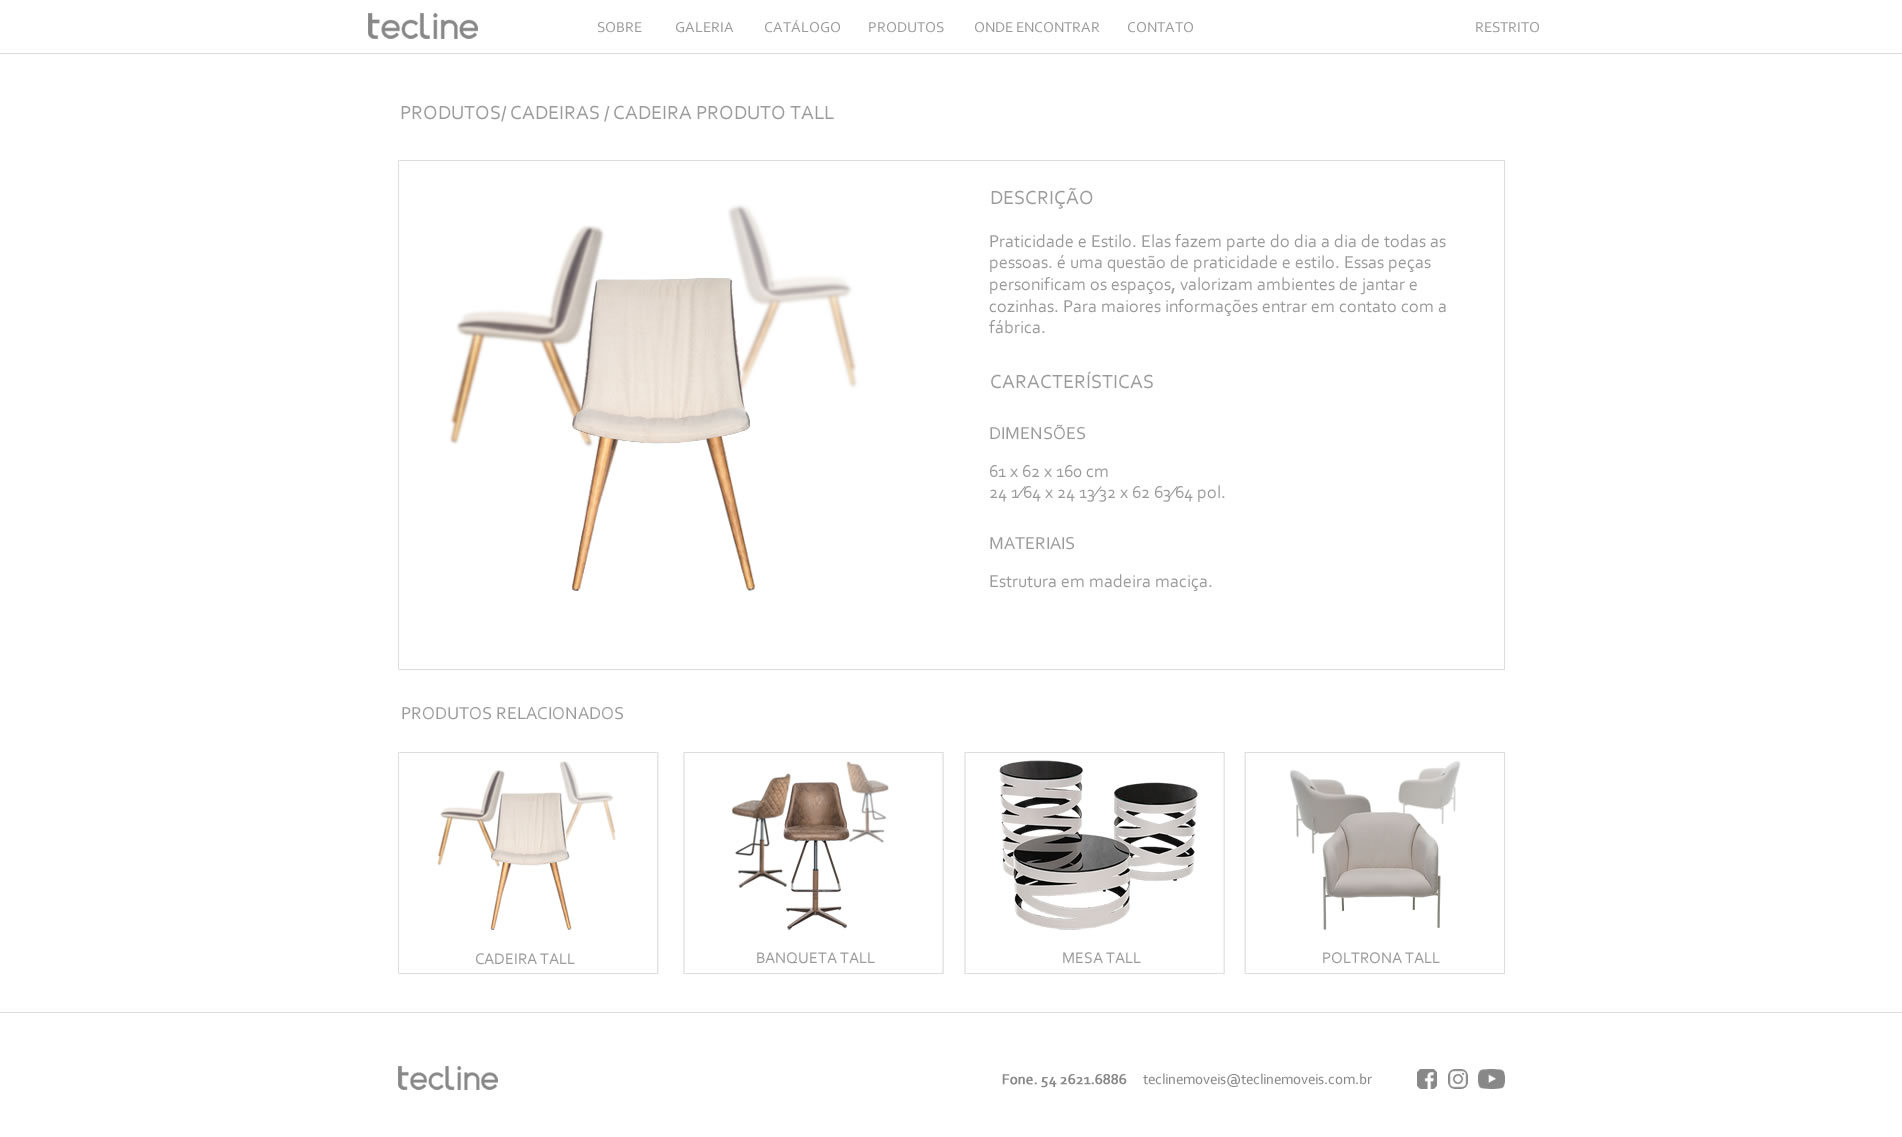 tecline
SOBRE
GALERIA
CATÁLOGO
PRODUTOS
ONDE ENCONTRAR
CONTATO
RESTRITO
PRODUTOS/ CADEIRAS / CADEIRA PRODUTO TALL
DESCRIÇÃO
Praticidade e Estilo. Elas fazem parte do dia a dia de todas as
pessoas. é uma questão de praticidade e estilo. Essas peças
personificam os espaços, valorizam ambientes de jantar e
cozinhas. Para maiores informações entrar em contato com a
fábrica.
CARACTERÍSTICAS
DIMENSÕES
61 x 62 x 160 cm
24 1⁄64 x 24 13⁄32 x 62 63⁄64 pol.
MATERIAIS
Estrutura em madeira maciça.
PRODUTOS RELACIONADOS
CADEIRA TALL
BANQUETA TALL
MESA TALL
POLTRONA TALL
tecline
Fone. 54 2621.6886
teclinemoveis@teclinemoveis.com.br